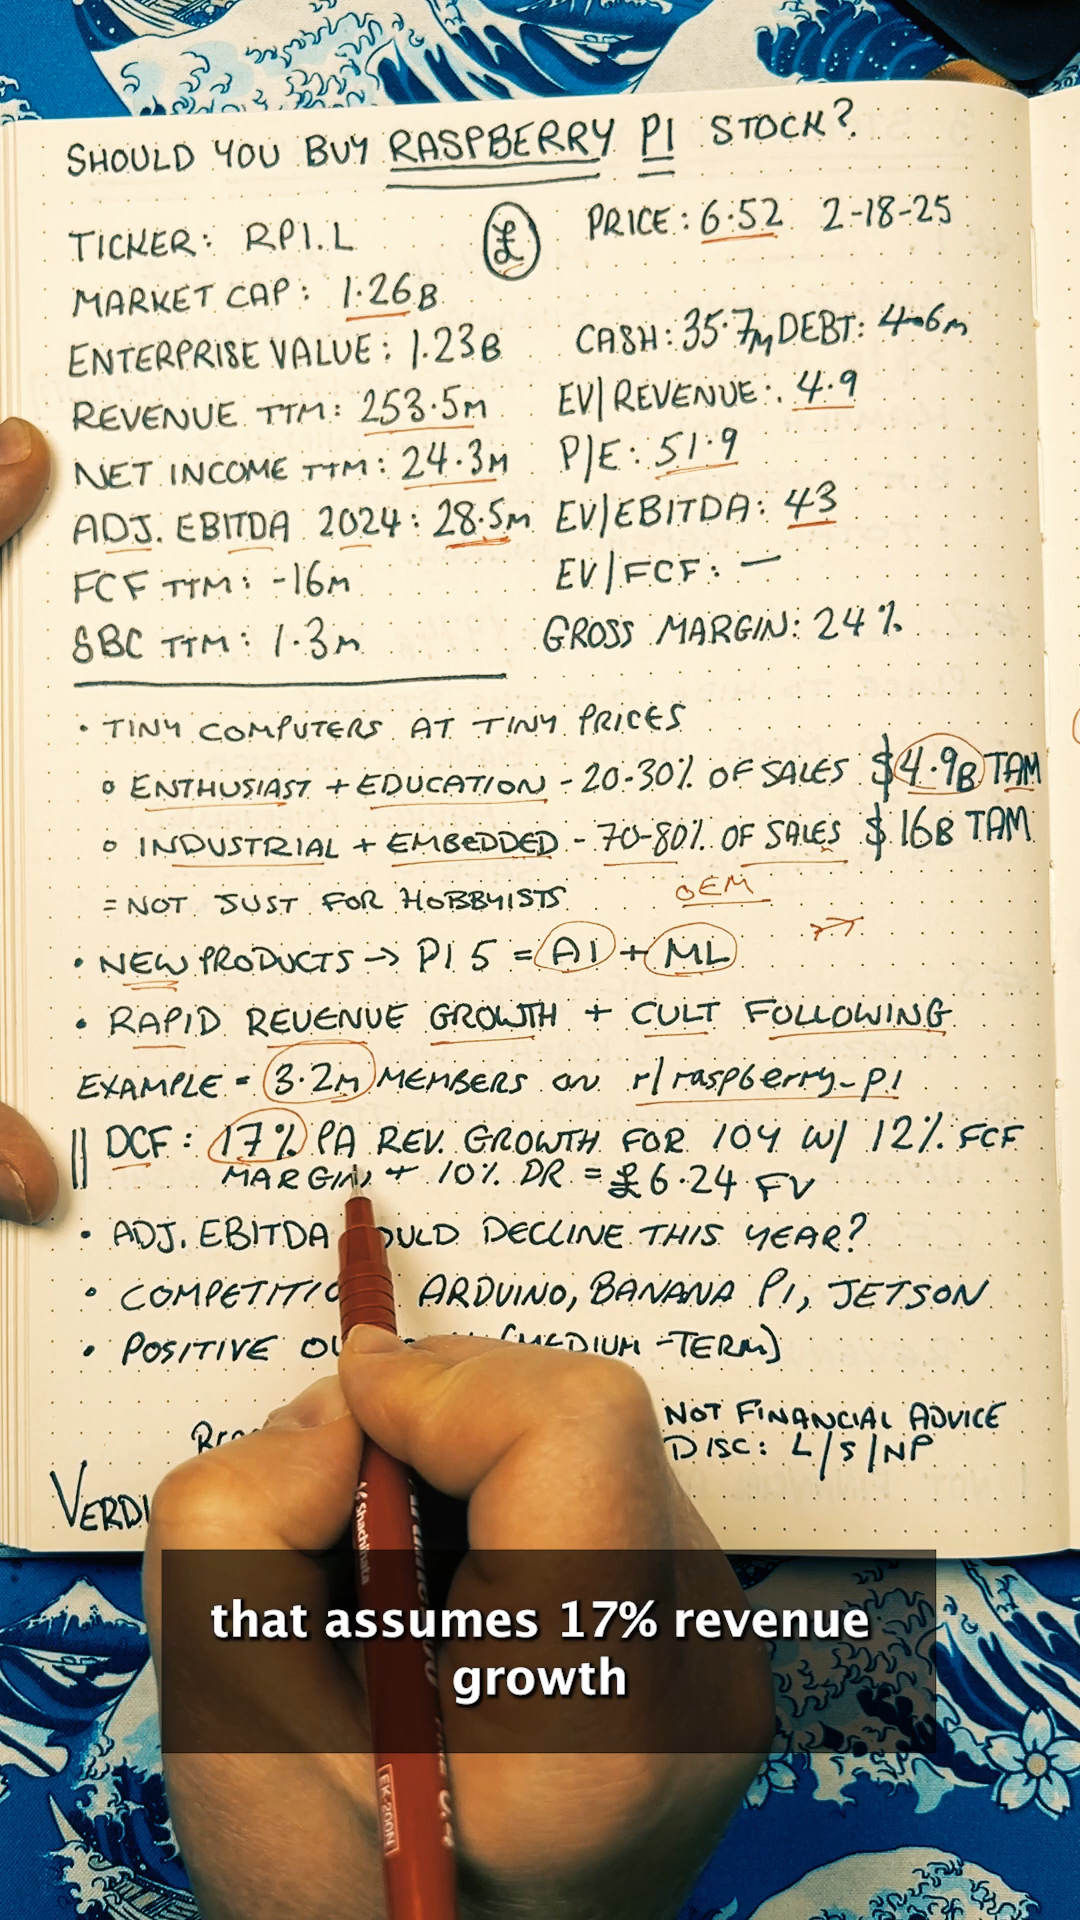 SHOULD YOU BUY RASPBERRY PI STOCK?
TICKER: RPI.L £ PRICE: 6.52 2-18-25
MARKET CAP: 1.26B
ENTERPRISE VALUE: 1.23B CASH: 35.7M DEBT: 4.6M
REVENUE TTM: 253.5M EV/REVENUE: 4.9
NET INCOME TTM: 24.3M P/E: 51.9
ADJ. EBITDA 2024: 28.5M EV/EBITDA: 43
FCF TTM: -16M EV/FCF: —
SBC TTM: 1.3M GROSS MARGIN: 24%
• TINY COMPUTERS AT TINY PRICES
o ENTHUSIAST + EDUCATION - 20-30% OF SALES $4.9B TAM
o INDUSTRIAL + EMBEDDED - 70-80% OF SALES $16B TAM
= NOT JUST FOR HOBBYISTS OEM
• NEW PRODUCTS → PI 5 = AI + ML
• RAPID REVENUE GROWTH + CULT FOLLOWING
EXAMPLE = 3.2M MEMBERS ON r/raspberry_pi
|| DCF: 17% PA REV. GROWTH FOR 10Y W/ 12% FCF
MARGIN + 10% DR = £6.24 FV
• ADJ. EBITDA OULD DECLINE THIS YEAR?
• COMPETITIO ARDUINO, BANANA PI, JETSON
• POSITIVE OU (MEDIUM-TERM)
NOT FINANCIAL ADVICE
DISC: L/S/NP
VERDI
Shachihata
EK-200N
that assumes 17% revenue
growth